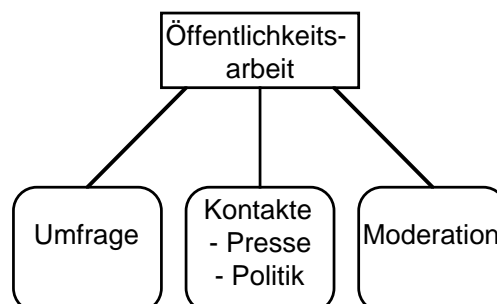 Öffentlichkeits-
arbeit
Umfrage
Kontakte
- Presse
- Politik
Moderation